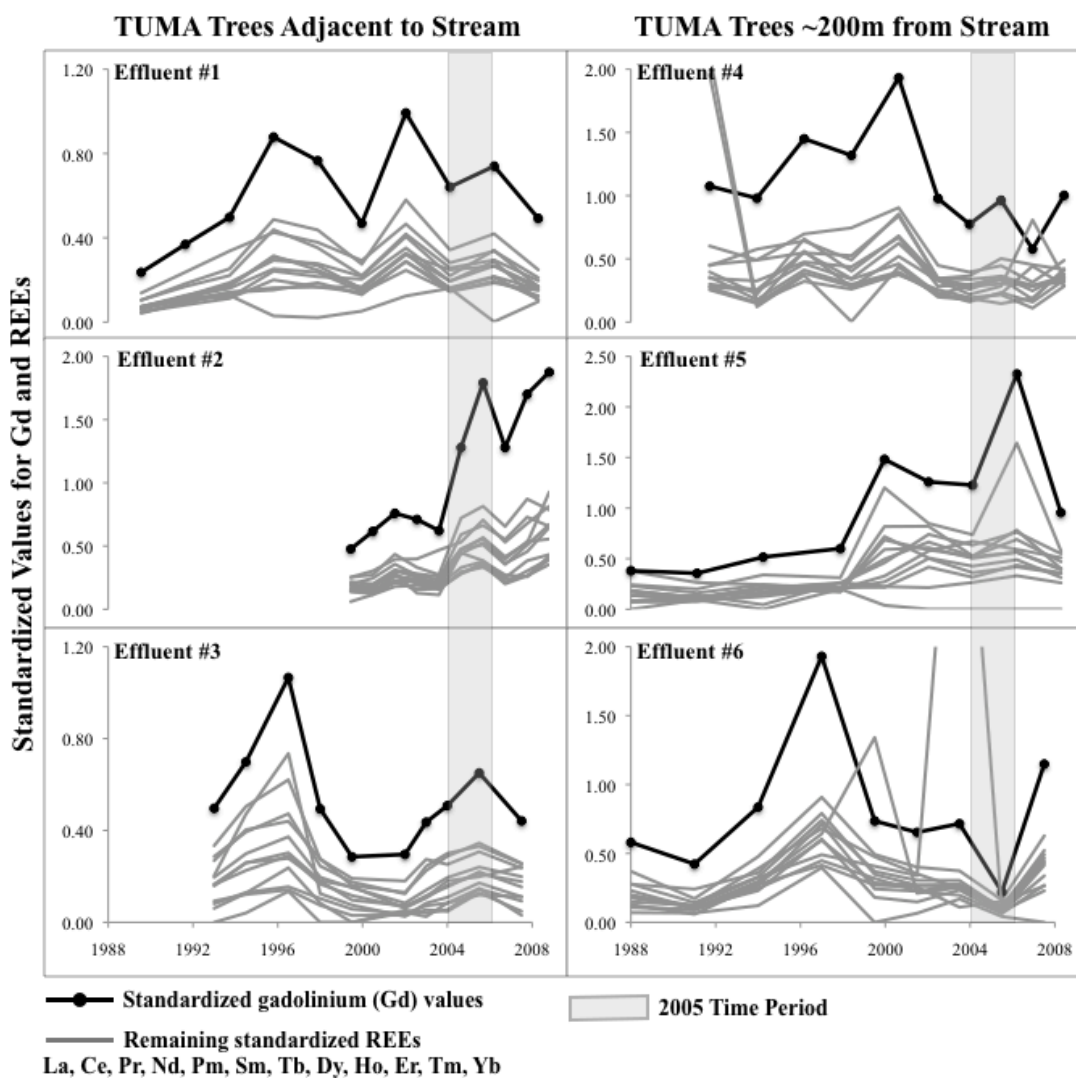 TUMA Trees Adjacent to Stream
TUMA Trees ~200m from Stream
Standardized Values for Gd and REEs
Effluent #1
1.20
0.80
0.40
0.00
Effluent #4
2.00
1.50
1.00
0.50
0.00
Effluent #2
2.00
1.50
1.00
0.50
0.00
Effluent #5
2.50
2.00
1.50
1.00
0.50
0.00
Effluent #3
1.20
0.80
0.40
0.00
1988 1992 1996 2000 2004 2008
Effluent #6
2.00
1.50
1.00
0.50
0.00
1988 1992 1996 2000 2004 2008
Standardized gadolinium (Gd) values
2005 Time Period
Remaining standardized REEs
La, Ce, Pr, Nd, Pm, Sm, Tb, Dy, Ho, Er, Tm, Yb